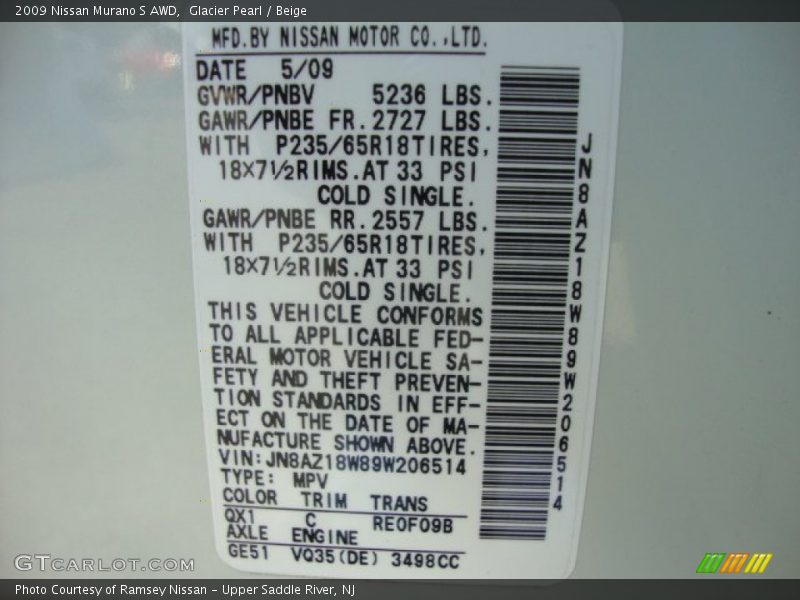 2009 Nissan Murano S AWD,  Glacier Pearl / Beige
MFD.BY NISSAN MOTOR CO.,LTD.
DATE 5/09
GVWR/PNBV 5236 LBS.
GAWR/PNBE FR.2727 LBS.
WITH P235/65R18TIRES,
18X7½RIMS.AT 33 PSI
COLD SINGLE.
GAWR/PNBE RR.2557 LBS.
WITH P235/65R18TIRES,
18X7½RIMS.AT 33 PSI
COLD SINGLE.
THIS VEHICLE CONFORMS
TO ALL APPLICABLE FED-
ERAL MOTOR VEHICLE SA-
FETY AND THEFT PREVEN-
TION STANDARDS IN EFF-
ECT ON THE DATE OF MA-
NUFACTURE SHOWN ABOVE.
VIN:JN8AZ18W89W206514
TYPE: MPV
COLOR TRIM TRANS
QX1 C RE0F09B
AXLE ENGINE
GE51 VQ35(DE) 3498CC
JN8AZ18W89W206514
GTCARLOT.COM
Photo Courtesy of Ramsey Nissan - Upper Saddle River, NJ